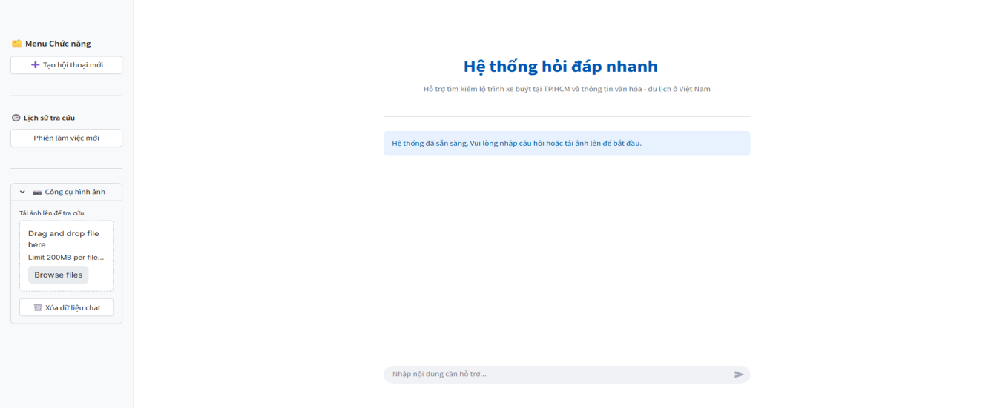 Menu Chức năng
Tạo hội thoại mới
Lịch sử tra cứu
Phiên làm việc mới
Công cụ hình ảnh
Tải ảnh lên để tra cứu
Drag and drop file
here
Limit 200MB per file...
Browse files
Xóa dữ liệu chat
Hệ thống hỏi đáp nhanh
Hỗ trợ tìm kiếm lộ trình xe buýt tại TP.HCM và thông tin văn hóa - du lịch ở Việt Nam
Hệ thống đã sẵn sàng. Vui lòng nhập câu hỏi hoặc tải ảnh lên để bắt đầu.
Nhập nội dung cần hỗ trợ...